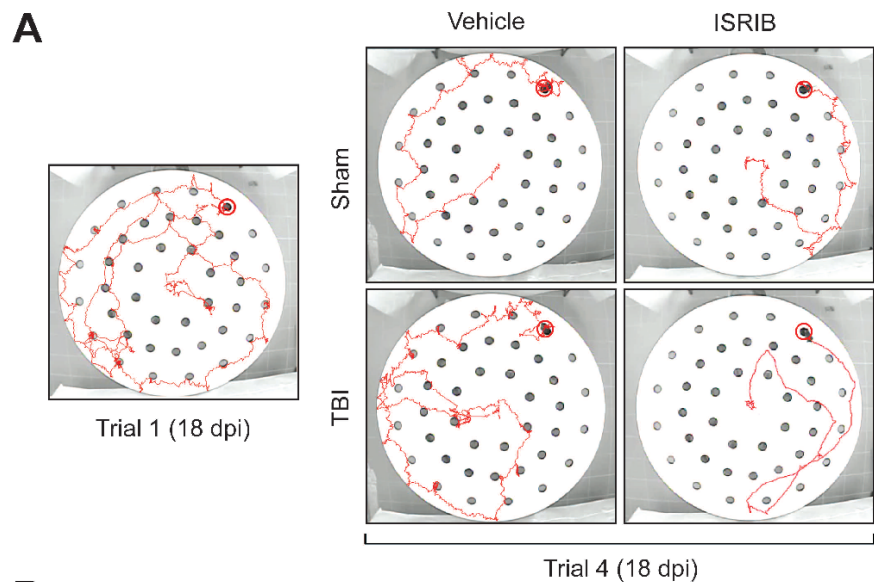 A
Vehicle
ISRIB
Sham
TBI
Trial 1 (18 dpi)
Trial 4 (18 dpi)